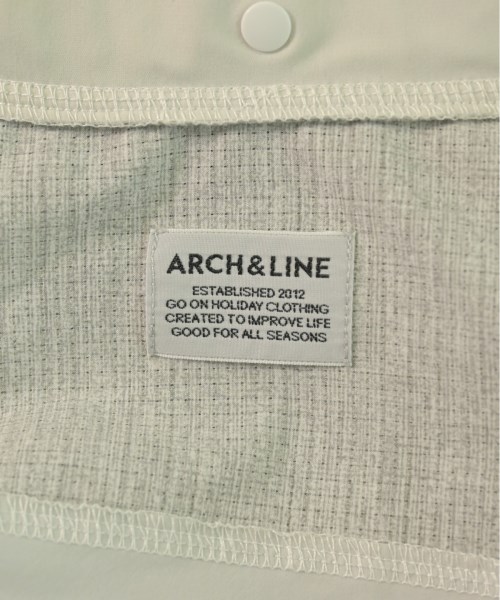 ARCH&LINE
ESTABLISHED 2012
GO ON HOLIDAY CLOTHING
CREATED TO IMPROVE LIFE
GOOD FOR ALL SEASONS